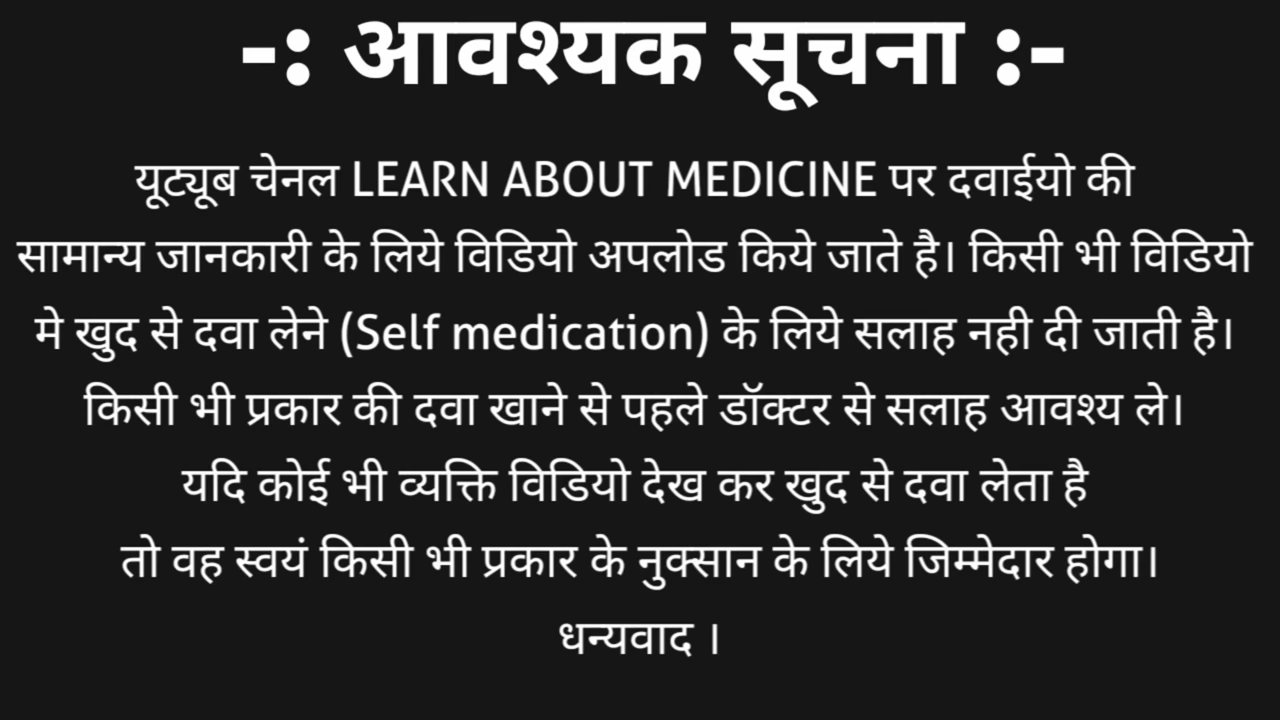 -: आवश्यक सूचना :-
यूट्यूब चेनल LEARN ABOUT MEDICINE पर दवाईयो की
सामान्य जानकारी के लिये विडियो अपलोड किये जाते है। किसी भी विडियो
मे खुद से दवा लेने (Self medication) के लिये सलाह नही दी जाती है।
किसी भी प्रकार की दवा खाने से पहले डॉक्टर से सलाह आवश्य ले।
यदि कोई भी व्यक्ति विडियो देख कर खुद से दवा लेता है
तो वह स्वयं किसी भी प्रकार के नुक्सान के लिये जिम्मेदार होगा।
धन्यवाद ।